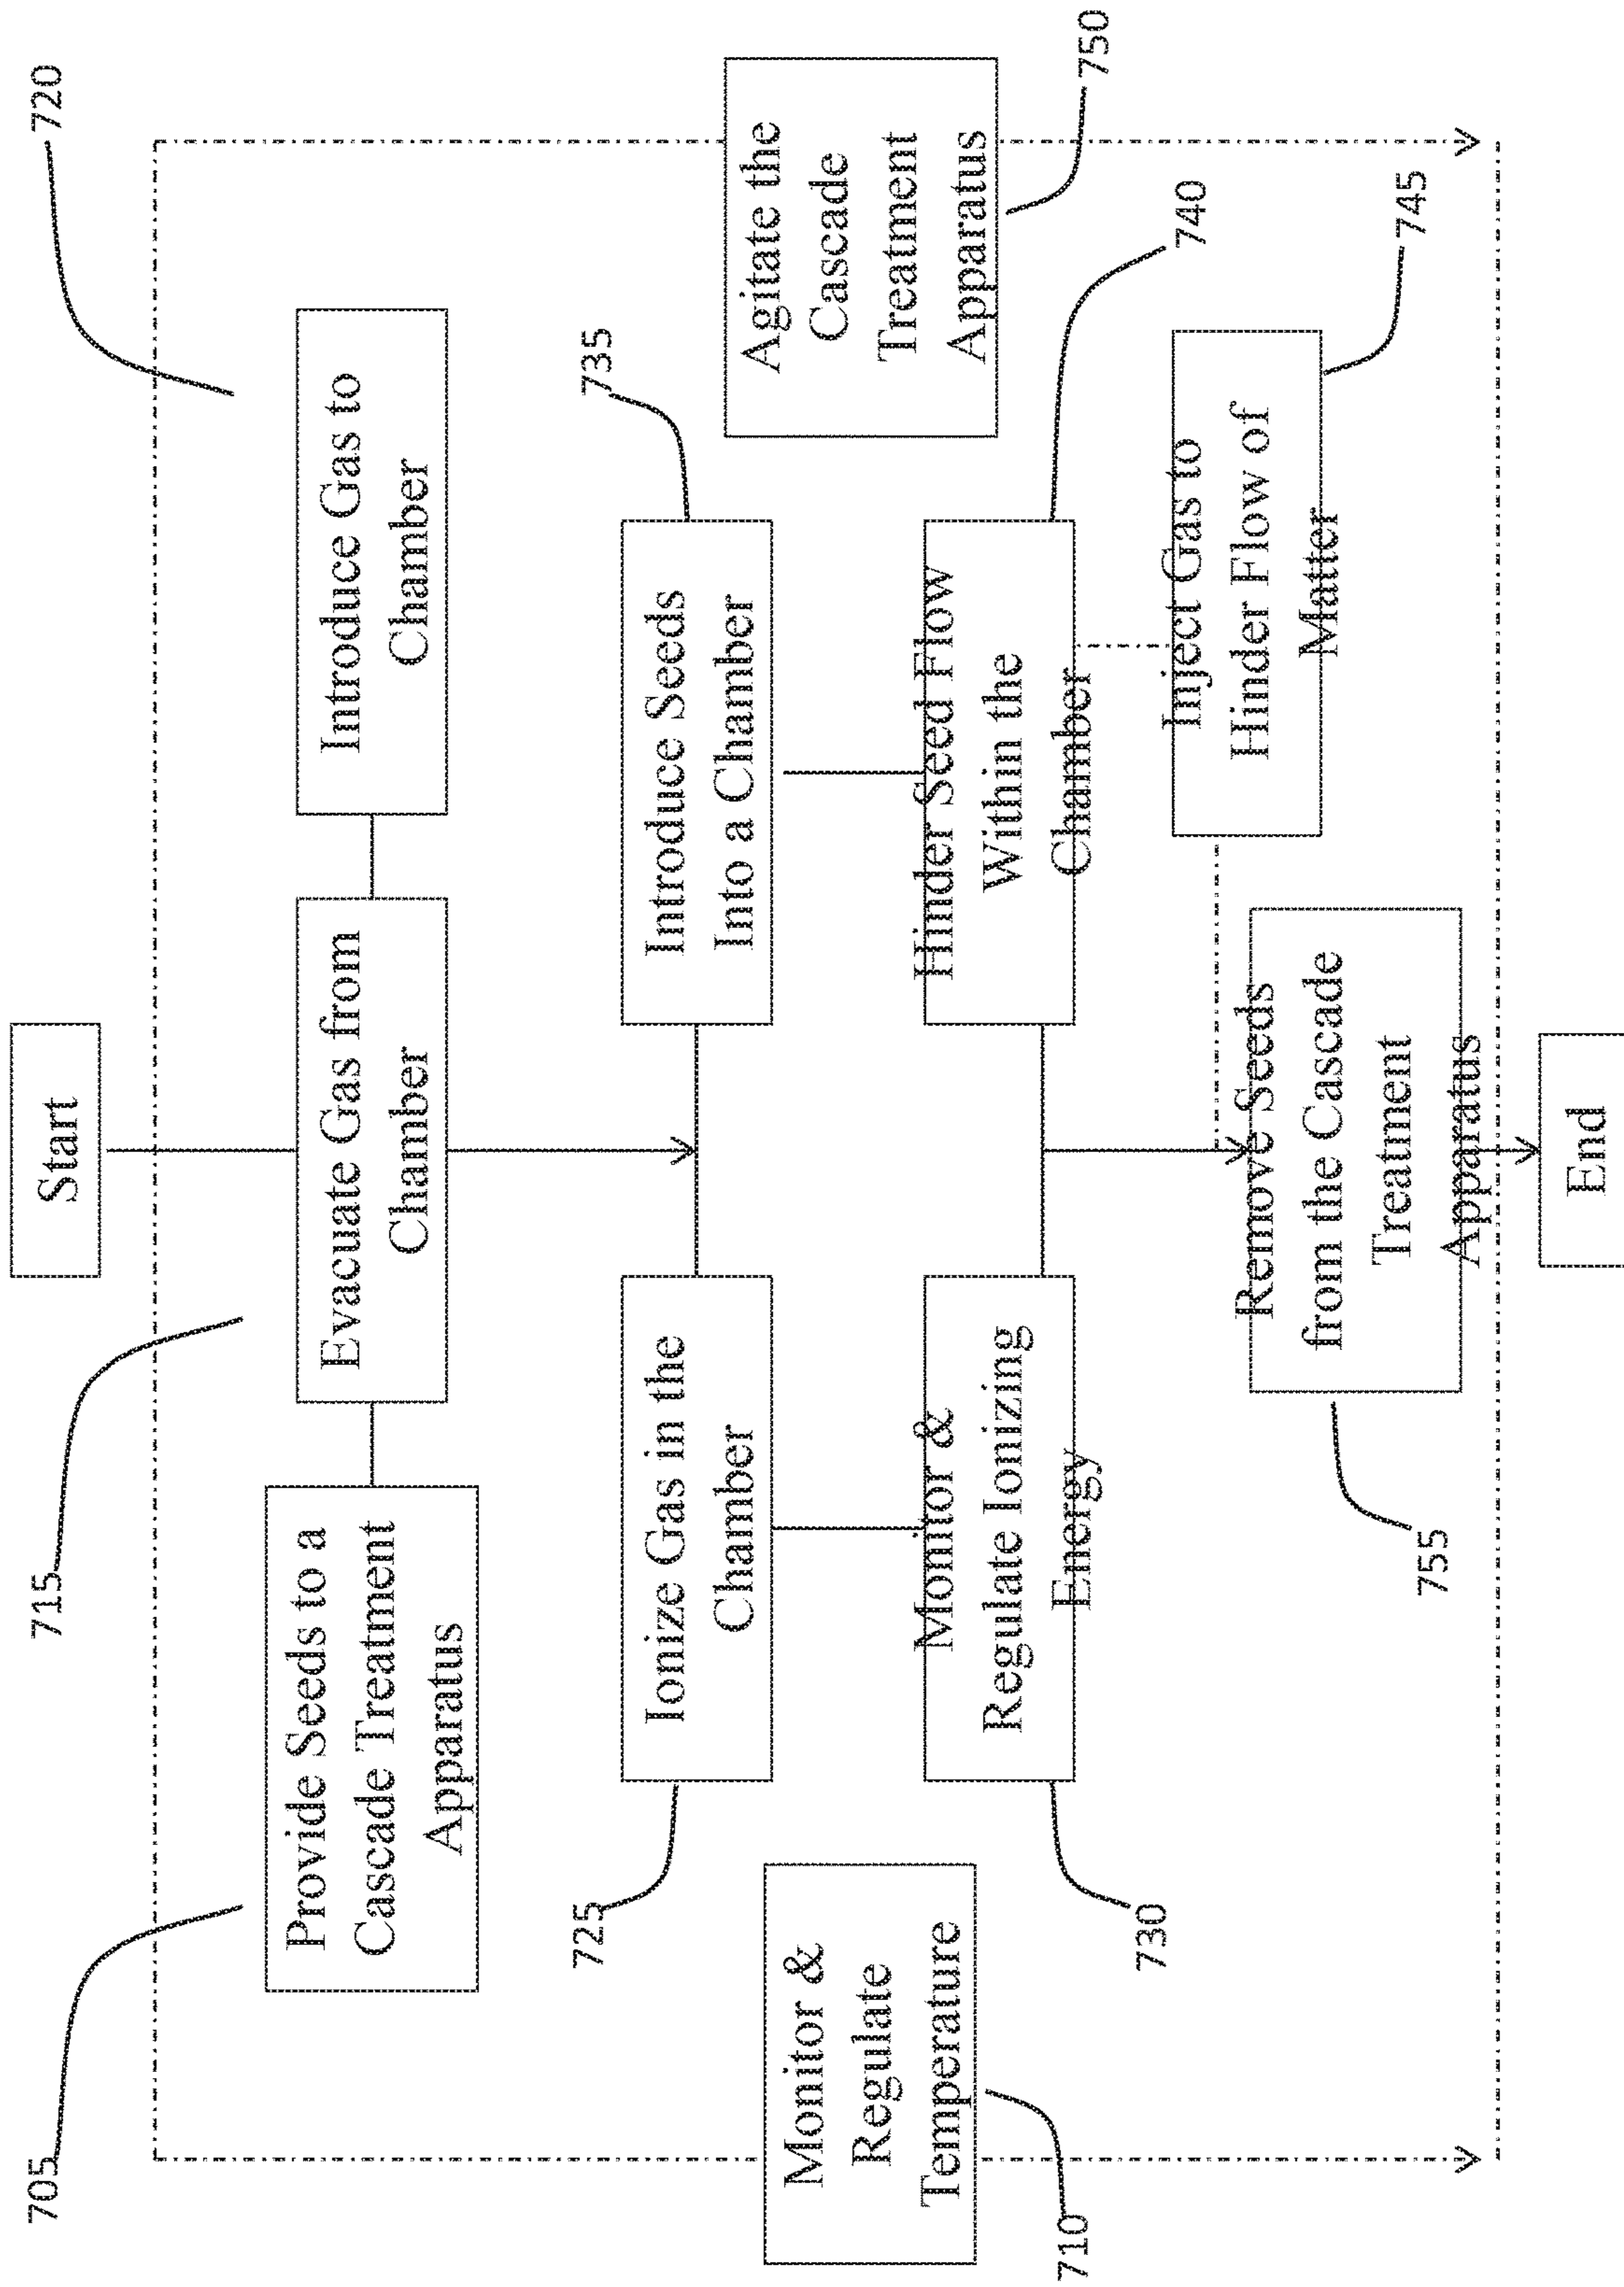 Start
705
715
720
Provide Seeds to a
Cascade Treatment
Apparatus
Evacuate Gas from
Chamber
Introduce Gas to
Chamber
725
Ionize Gas in the
Chamber
Introduce Seeds
Into a Chamber
735
Monitor &
Regulate
Temperature
710
Monitor &
Regulate Ionizing
Energy
730
Hinder Seed Flow
Within the
Chamber
740
Agitate the
Cascade
Treatment
Apparatus
750
Inject Gas to
Hinder Flow of
Matter
745
Remove Seeds
from the Cascade
Treatment
Apparatus
755
End